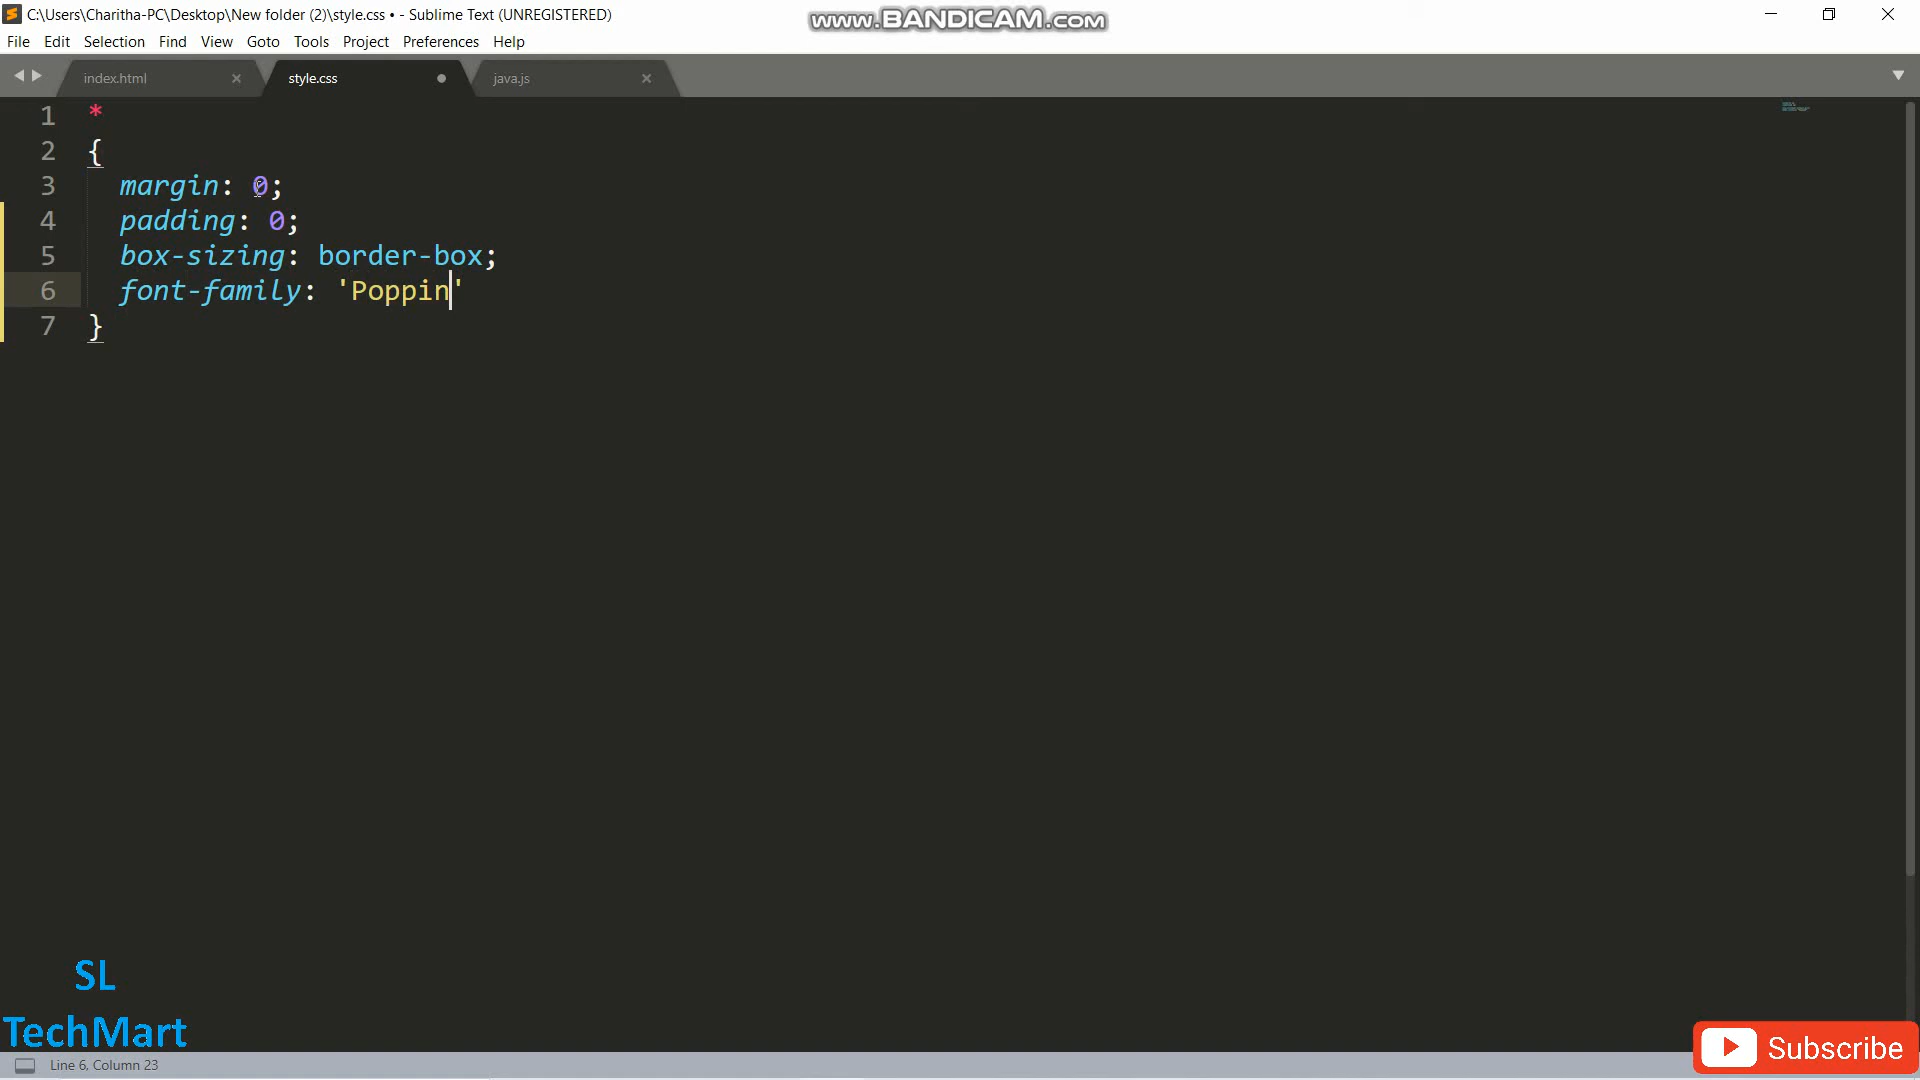 C:\Users\Charitha-PC\Desktop\New folder (2)\style.css • - Sublime Text (UNREGISTERED)
www.BANDICAM.com
File Edit Selection Find View Goto Tools Project Preferences Help
index.html × style.css java.js ×
1 *
2 {
3 margin: 0;
4 padding: 0;
5 box-sizing: border-box;
6 font-family: 'Poppin'
7 }
SL
TechMart
Subscribe
Line 6, Column 23